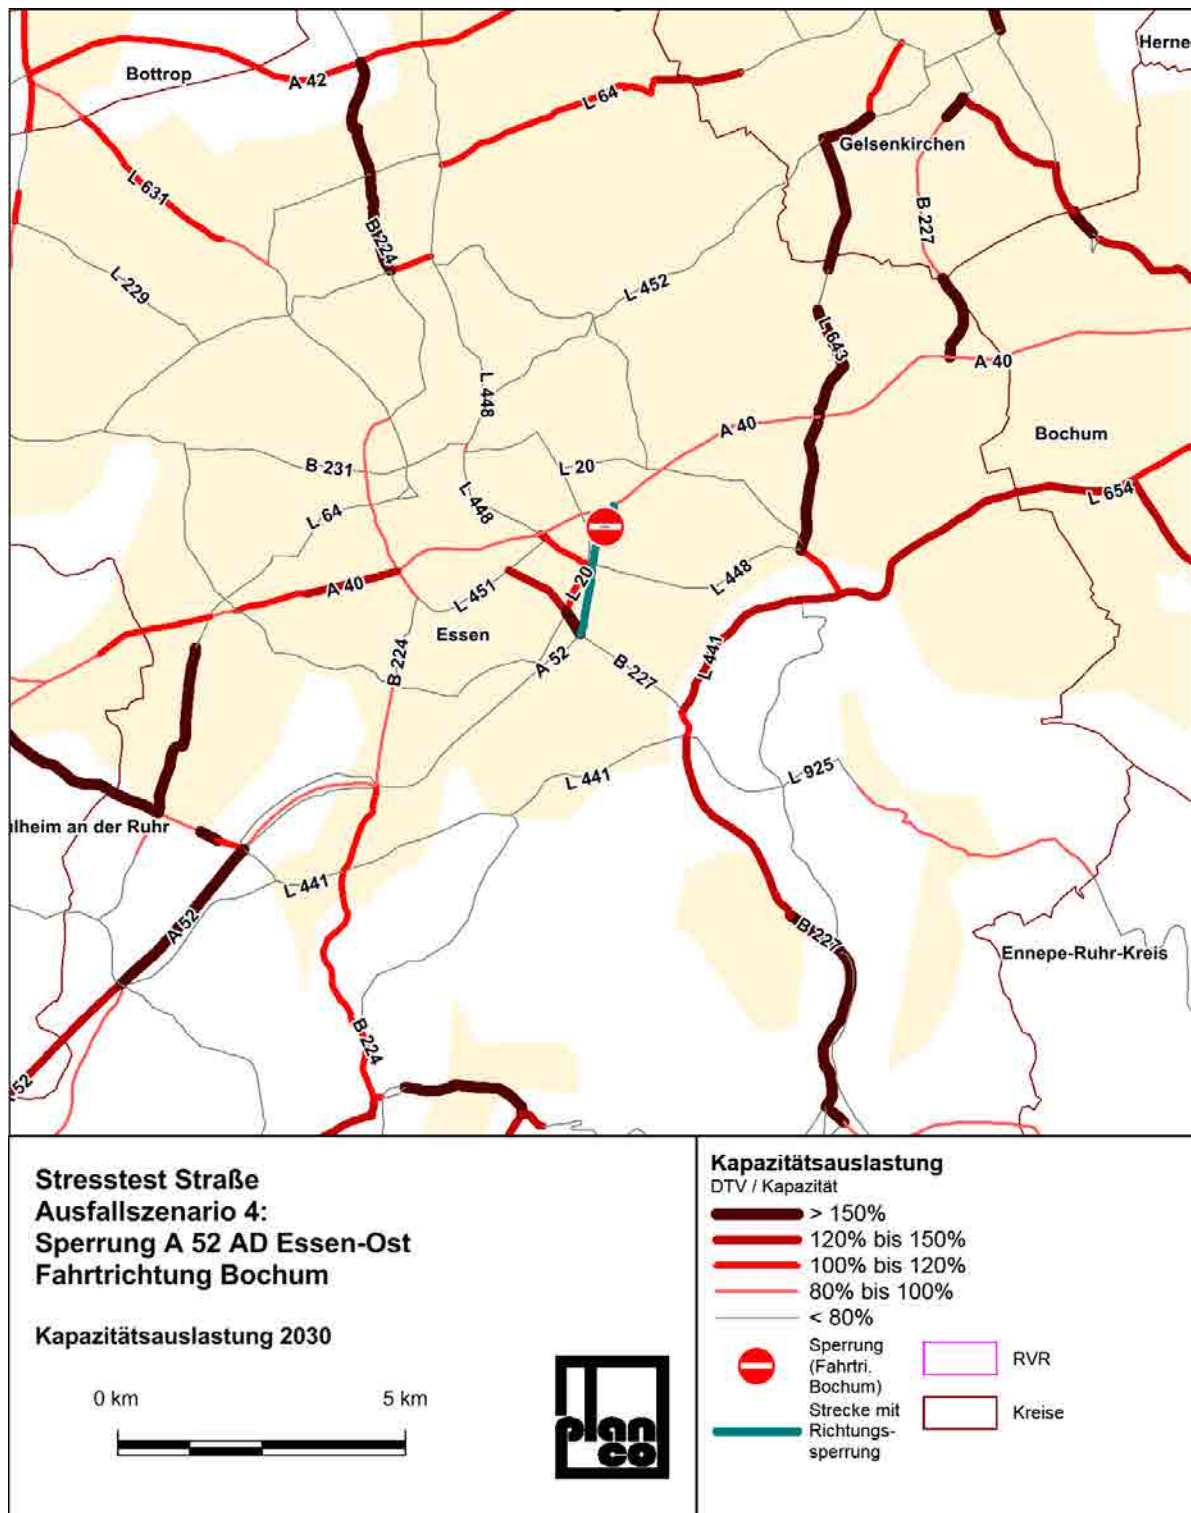 Herne
Bottrop
A 42
L 64
Gelsenkirchen
L 631
B 227
B 224
L 229
L 452
L 643
A 40
L 448
A 40
Bochum
B 231
L 20
L 64
L 448
L 654
A 40
L 451
L 20
L 448
Essen
B 224
A 52
B 227
L 441
L 441
L 925
lheim an der Ruhr
L 441
A 52
B 227
Ennepe-Ruhr-Kreis
B 224
52
Stresstest Straße
Ausfallszenario 4:
Sperrung A 52 AD Essen-Ost
Fahrtrichtung Bochum
Kapazitätsauslastung 2030
0 km
5 km
plan
co
Kapazitätsauslastung
DTV / Kapazität
> 150%
120% bis 150%
100% bis 120%
80% bis 100%
< 80%
Sperrung
(Fahrtri.
Bochum)
Strecke mit
Richtungs-
sperrung
RVR
Kreise